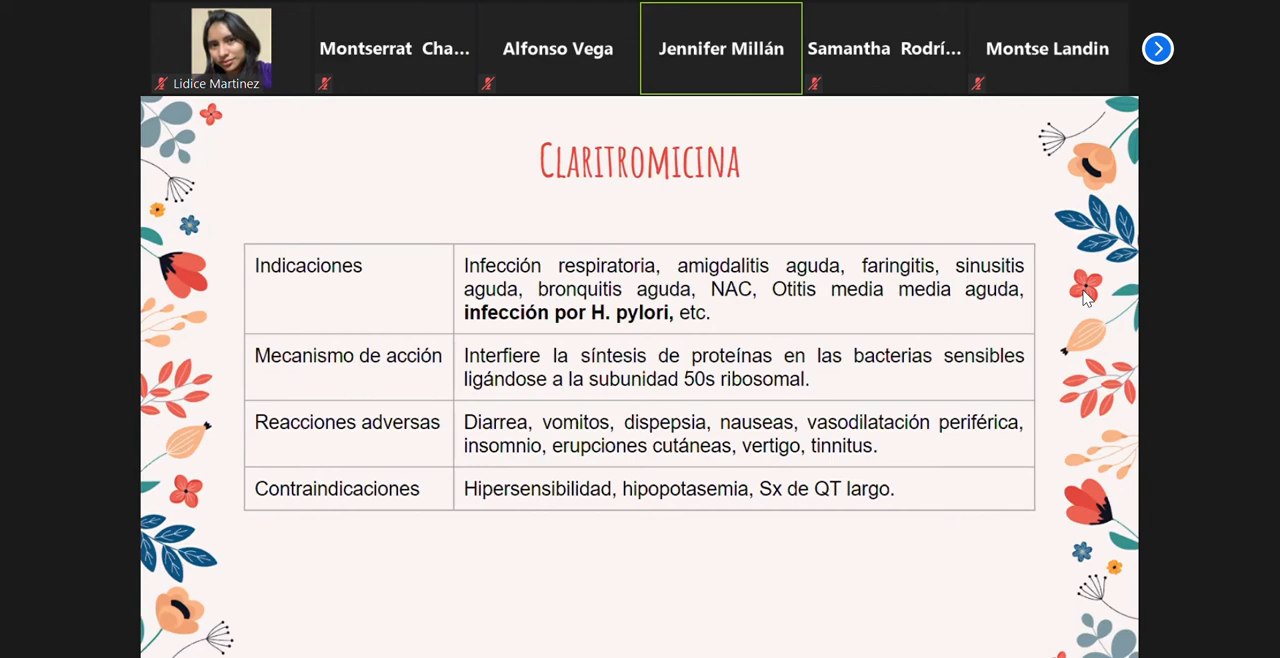 Lidice Martinez
Montserrat Cha...
Alfonso Vega
Jennifer Millán
Samantha Rodrí...
Montse Landin
Claritromicina
Indicaciones
Infección respiratoria, amigdalitis aguda, faringitis, sinusitis
aguda, bronquitis aguda, NAC, Otitis media media aguda,
infección por H. pylori, etc.
Mecanismo de acción
Interfiere la síntesis de proteínas en las bacterias sensibles
ligándose a la subunidad 50s ribosomal.
Reacciones adversas
Diarrea, vomitos, dispepsia, nauseas, vasodilatación periférica,
insomnio, erupciones cutáneas, vertigo, tinnitus.
Contraindicaciones
Hipersensibilidad, hipopotasemia, Sx de QT largo.